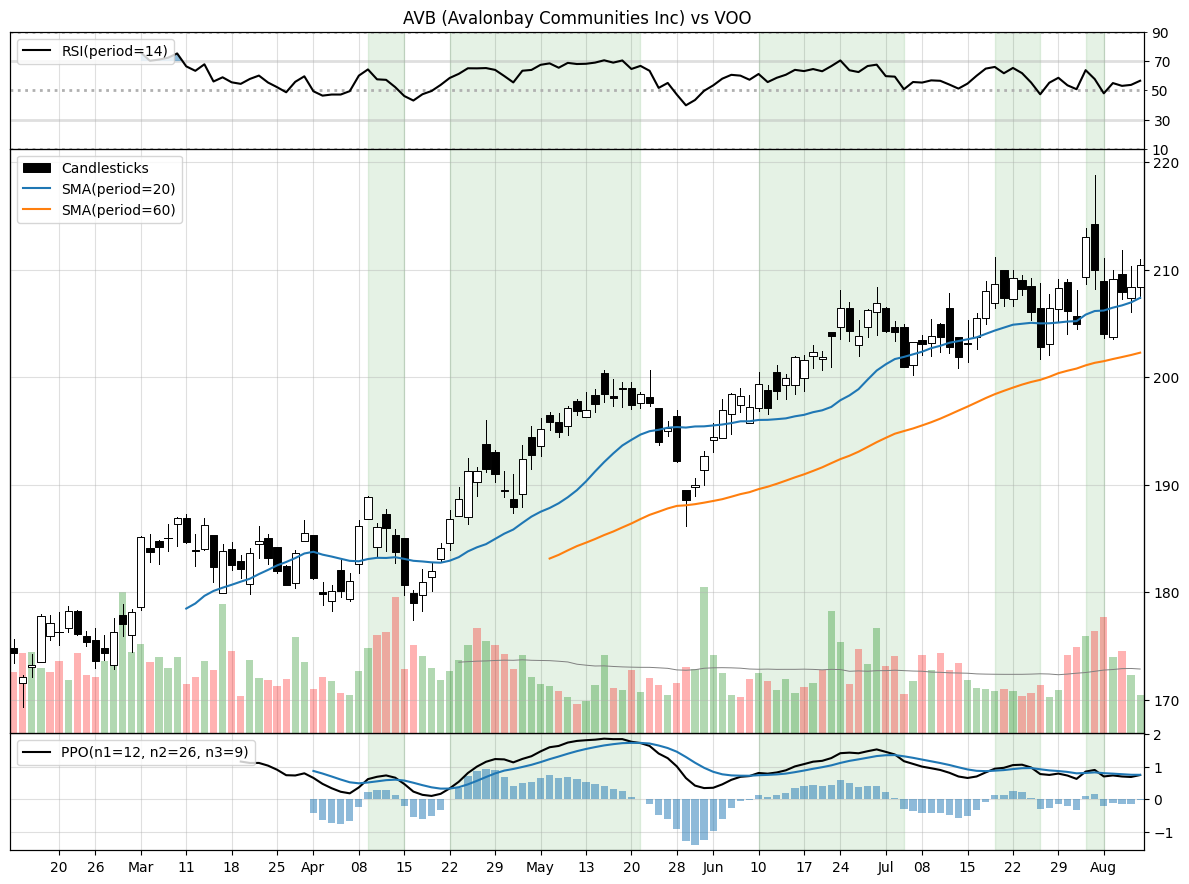 AVB (Avalonbay Communities Inc) vs VOO
RSI(period=14)
90
70
50
30
10
Candlesticks
SMA(period=20)
SMA(period=60)
220
210
200
190
180
170
PPO(n1=12, n2=26, n3=9)
2
1
0
−1
20 26 Mar 11 18 25 Apr 08 15 22 29 May 13 20 28 Jun 10 17 24 Jul 08 15 22 29 Aug